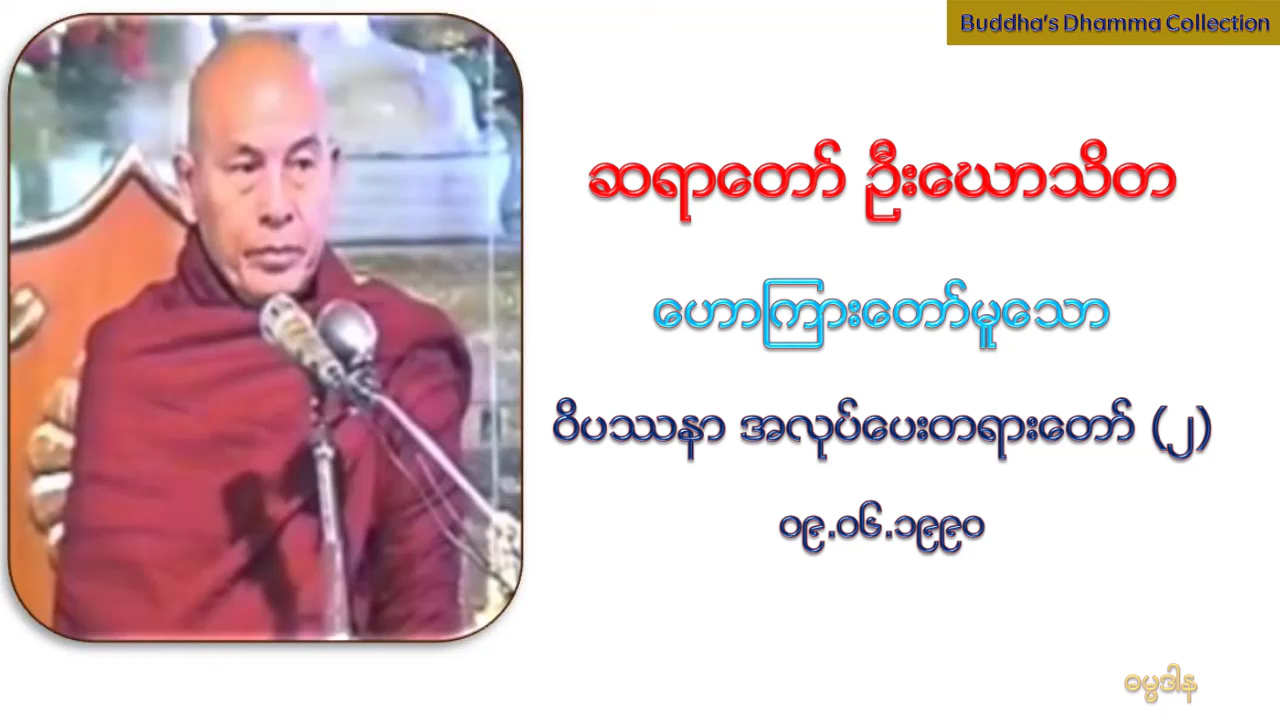 Buddha's Dhamma Collection
ဆရာတော် ဦးဃောသိတ
ဟောကြားတော်မူသော
ဝိပဿနာ အလုပ်ပေးတရားတော် (၂)
၀၉.၀၆.၁၉၉၀
ဓမ္မဒါန